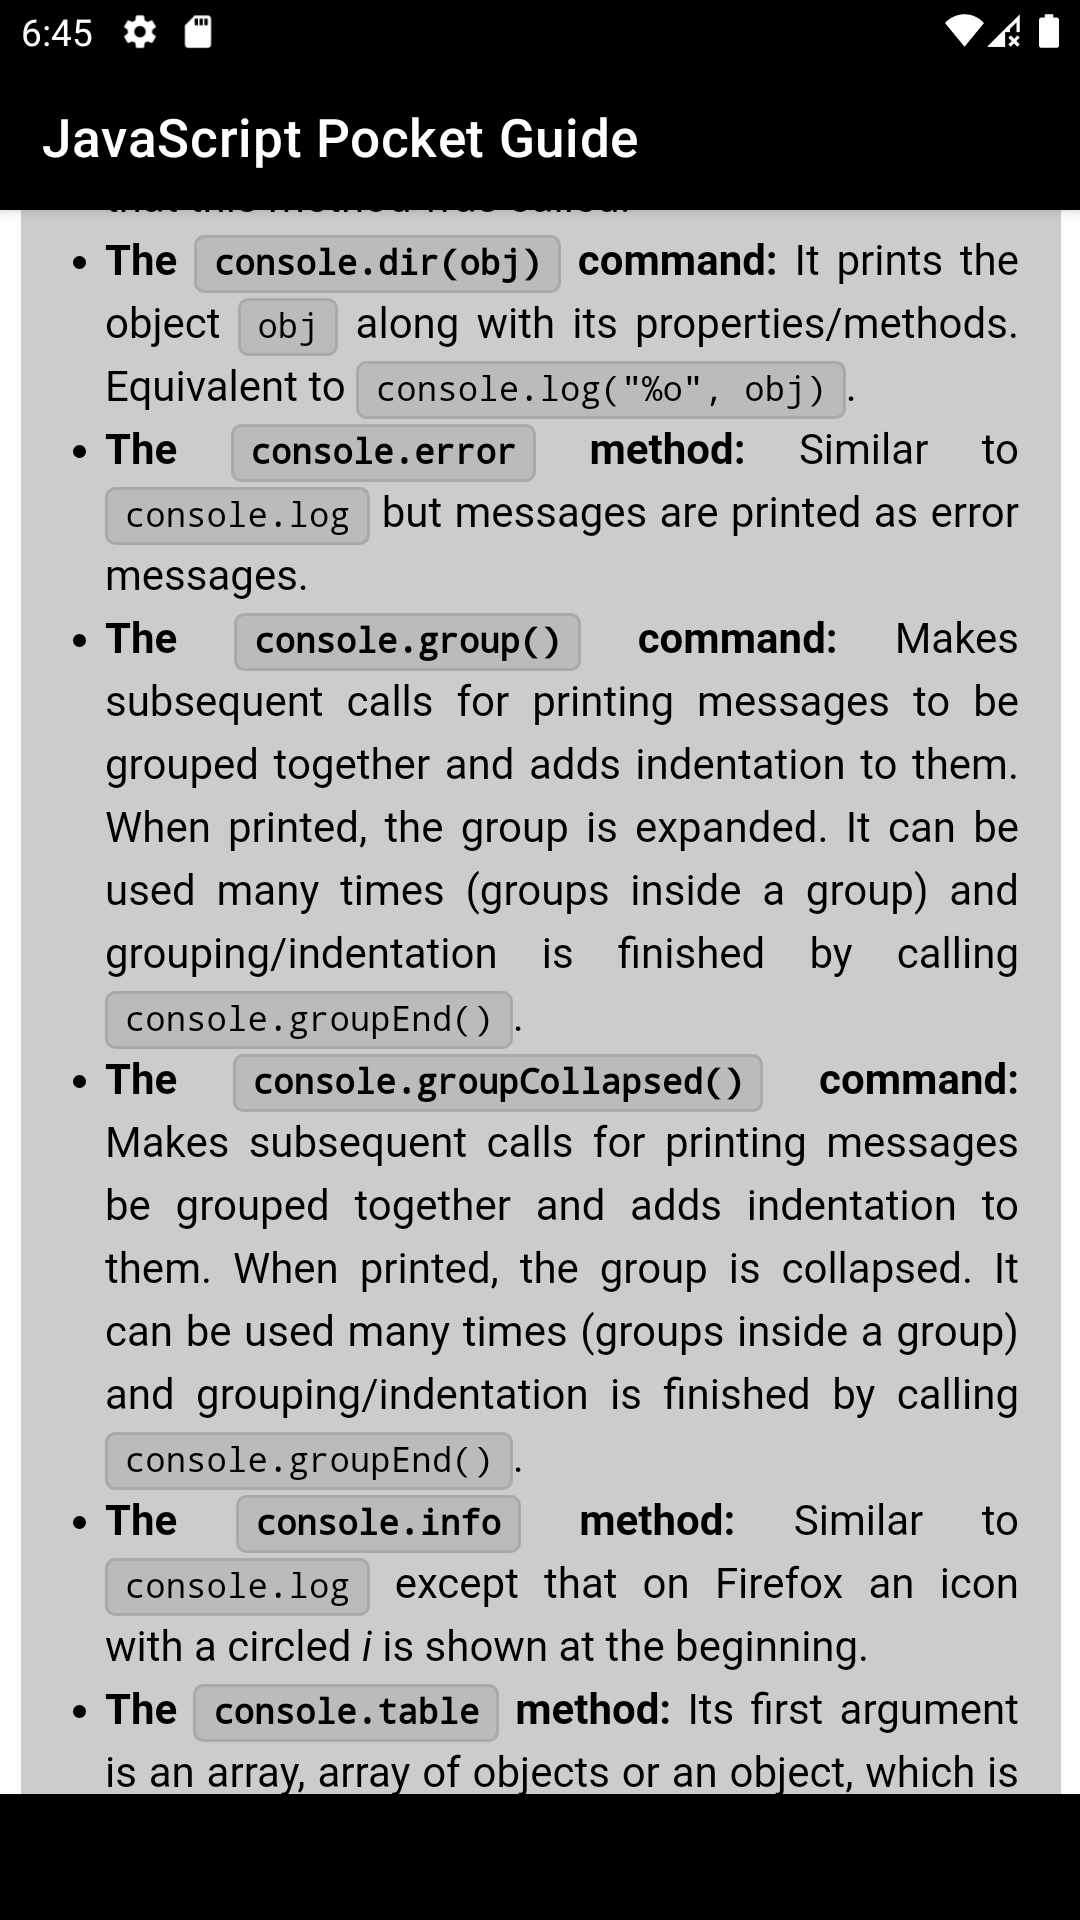 6:45
JavaScript Pocket Guide
that this method was called.
The console.dir(obj) command: It prints the
object obj along with its properties/methods.
Equivalent to console.log("%o", obj).
The console.error method: Similar to
console.log but messages are printed as error
messages.
The console.group() command: Makes
subsequent calls for printing messages to be
grouped together and adds indentation to them.
When printed, the group is expanded. It can be
used many times (groups inside a group) and
grouping/indentation is finished by calling
console.groupEnd().
The console.groupCollapsed() command:
Makes subsequent calls for printing messages
be grouped together and adds indentation to
them. When printed, the group is collapsed. It
can be used many times (groups inside a group)
and grouping/indentation is finished by calling
console.groupEnd().
The console.info method: Similar to
console.log except that on Firefox an icon
with a circled i is shown at the beginning.
The console.table method: Its first argument
is an array, array of objects or an object, which is